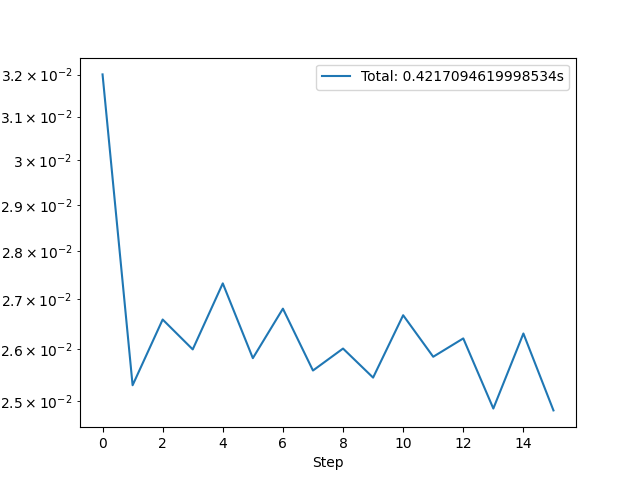 Total: 0.4217094619998534s
3.2 × 10⁻²
3.1 × 10⁻²
3 × 10⁻²
2.9 × 10⁻²
2.8 × 10⁻²
2.7 × 10⁻²
2.6 × 10⁻²
2.5 × 10⁻²
0 2 4 6 8 10 12 14
Step